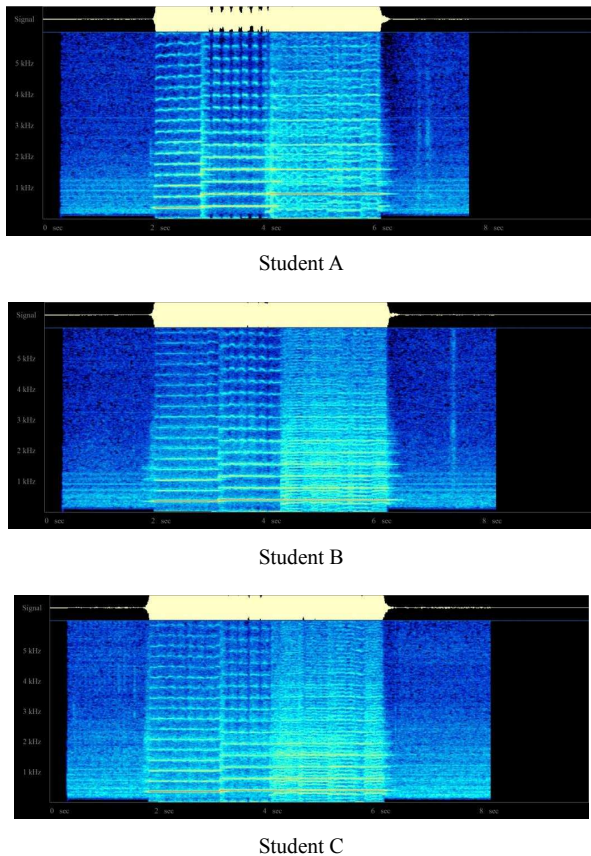 Signal
5 kHz
4 kHz
3 kHz
2 kHz
1 kHz
0 sec 2 sec 4 sec 6 sec 8 sec
Student A
Signal
5 kHz
4 kHz
3 kHz
2 kHz
1 kHz
0 sec 2 sec 4 sec 6 sec 8 sec
Student B
Signal
5 kHz
4 kHz
3 kHz
2 kHz
1 kHz
0 sec 2 sec 4 sec 6 sec 8 sec
Student C